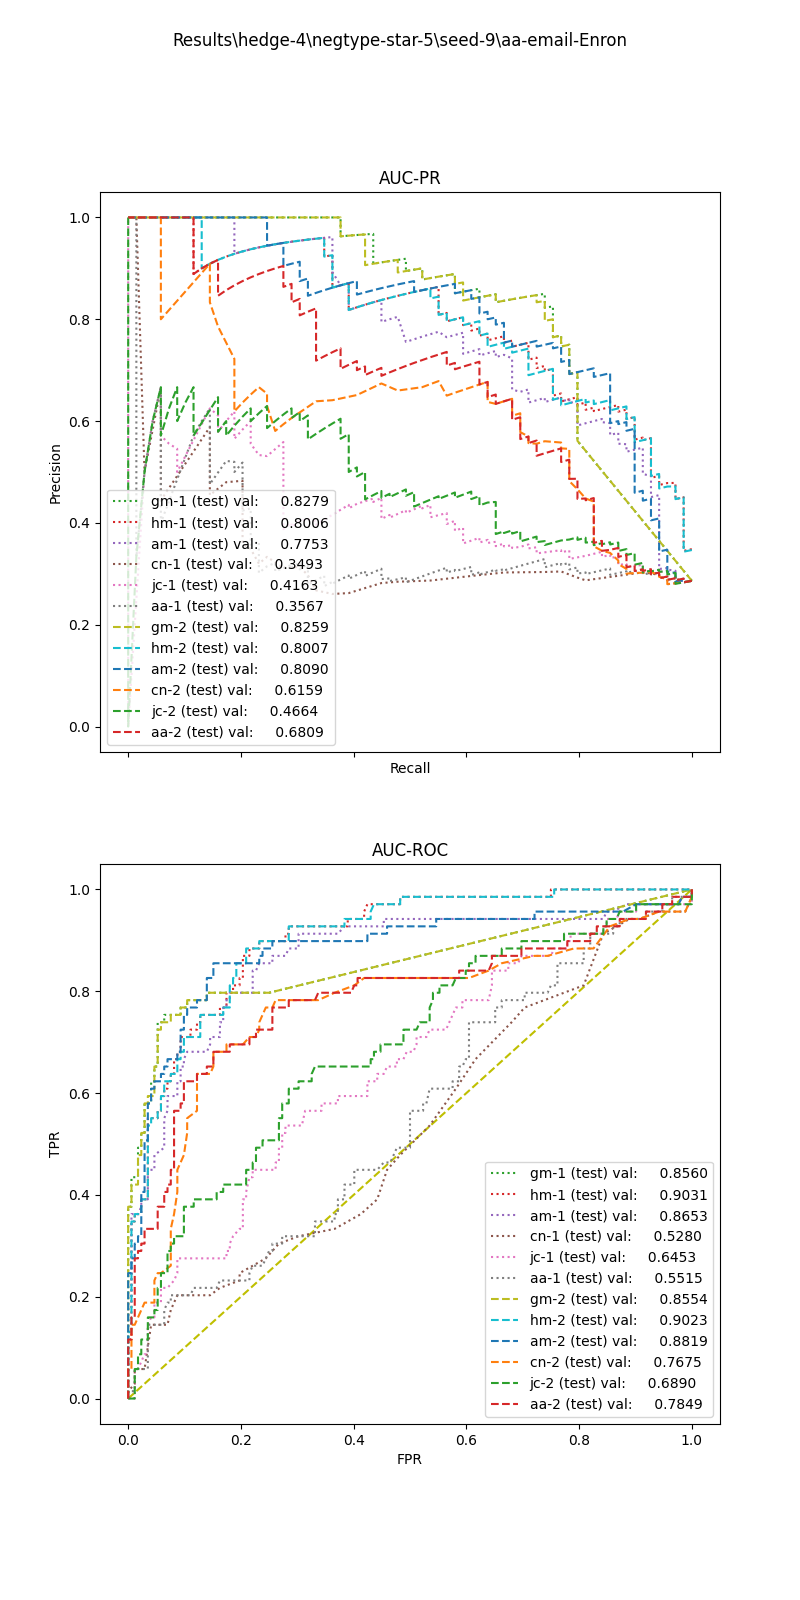 Results\hedge-4\negtype-star-5\seed-9\aa-email-Enron
AUC-PR
1.0
0.8
0.6
0.4
0.2
0.0
Precision
gm-1 (test) val: 0.8279
hm-1 (test) val: 0.8006
am-1 (test) val: 0.7753
cn-1 (test) val: 0.3493
jc-1 (test) val: 0.4163
aa-1 (test) val: 0.3567
gm-2 (test) val: 0.8259
hm-2 (test) val: 0.8007
am-2 (test) val: 0.8090
cn-2 (test) val: 0.6159
jc-2 (test) val: 0.4664
aa-2 (test) val: 0.6809
Recall
AUC-ROC
1.0
0.8
0.6
0.4
0.2
0.0
TPR
gm-1 (test) val: 0.8560
hm-1 (test) val: 0.9031
am-1 (test) val: 0.8653
cn-1 (test) val: 0.5280
jc-1 (test) val: 0.6453
aa-1 (test) val: 0.5515
gm-2 (test) val: 0.8554
hm-2 (test) val: 0.9023
am-2 (test) val: 0.8819
cn-2 (test) val: 0.7675
jc-2 (test) val: 0.6890
aa-2 (test) val: 0.7849
0.0 0.2 0.4 0.6 0.8 1.0
FPR